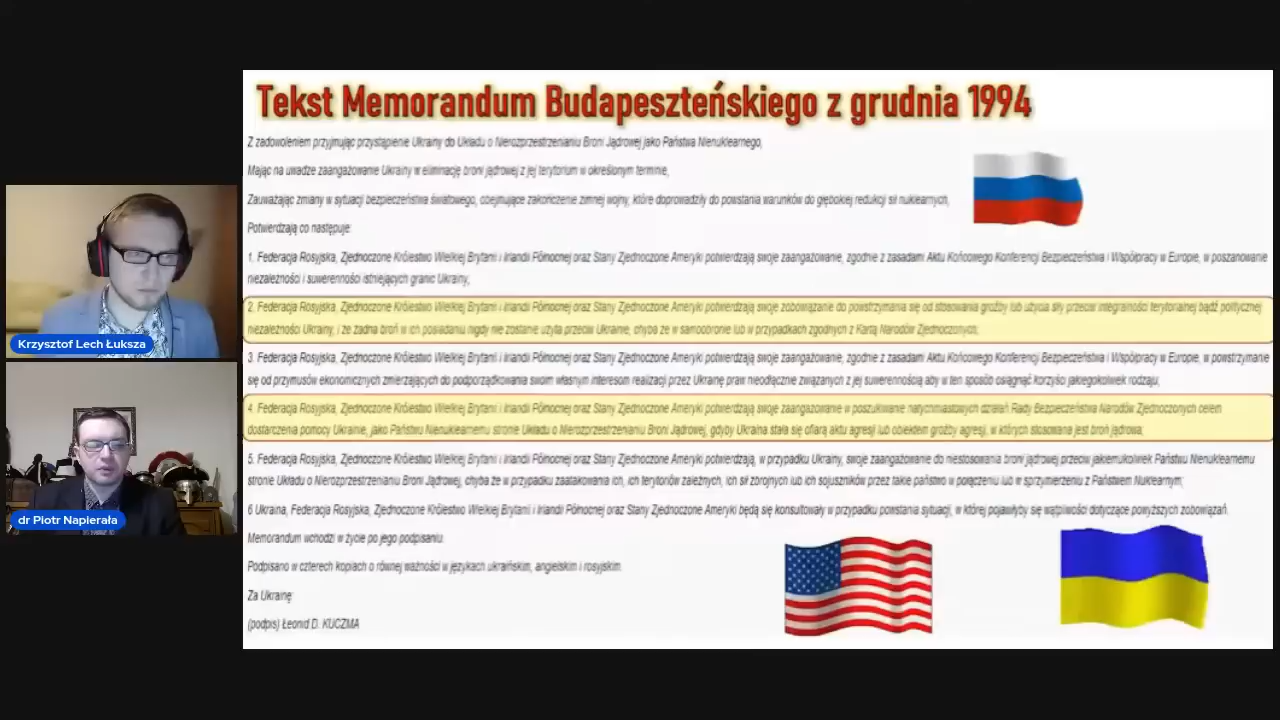 Tekst Memorandum Budapeszteńskiego z grudnia 1994
Z zadowoleniem przyjmując przystąpienie Ukrainy do Układu o Nierozprzestrzenianiu Broni Jądrowej jako Państwa Nienuklearnego,
Mając na uwadze zaangażowanie Ukrainy w eliminację broni jądrowej z jej terytorium w określonym terminie,
Zauważając zmiany w sytuacji bezpieczeństwa światowego, obejmujące zakończenie zimnej wojny, które doprowadziły do powstania warunków do głębokiej redukcji sił nuklearnych,
Potwierdzają co następuje:
1. Federacja Rosyjska, Zjednoczone Królestwo Wielkiej Brytanii i Irlandii Północnej oraz Stany Zjednoczone Ameryki potwierdzają swoje zaangażowanie, zgodnie z zasadami Aktu Końcowego Konferencji Bezpieczeństwa i Współpracy w Europie, w poszanowanie
niezależności i suwerenności istniejących granic Ukrainy;
2. Federacja Rosyjska, Zjednoczone Królestwo Wielkiej Brytanii i Irlandii Północnej oraz Stany Zjednoczone Ameryki potwierdzają swoje zobowiązanie do powstrzymania się od stosowania groźby lub użycia siły przeciw integralności terytorialnej bądź politycznej
niezależności Ukrainy, i że żadna broń w ich posiadaniu nigdy nie zostanie użyta przeciw Ukrainie, chyba że w samoobronie lub w przypadkach zgodnych z Kartą Narodów Zjednoczonych;
3. Federacja Rosyjska, Zjednoczone Królestwo Wielkiej Brytanii i Irlandii Północnej oraz Stany Zjednoczone Ameryki potwierdzają swoje zaangażowanie, zgodnie z zasadami Aktu Końcowego Konferencji Bezpieczeństwa i Współpracy w Europie, w powstrzymanie
się od przymusów ekonomicznych zmierzających do podporządkowania swoim własnym interesom realizacji przez Ukrainę praw nieodłącznie związanych z jej suwerennością aby w ten sposób osiągnąć korzyści jakiegokolwiek rodzaju;
4. Federacja Rosyjska, Zjednoczone Królestwo Wielkiej Brytanii i Irlandii Północnej oraz Stany Zjednoczone Ameryki potwierdzają swoje zaangażowanie w poszukiwanie natychmiastowych działań Rady Bezpieczeństwa Narodów Zjednoczonych celem
dostarczenia pomocy Ukrainie, jako Państwu Nienuklearnemu stronie Układu o Nierozprzestrzenianiu Broni Jądrowej, gdyby Ukraina stała się ofiarą aktu agresji lub obiektem groźby agresji, w których stosowana jest broń jądrowa;
5. Federacja Rosyjska, Zjednoczone Królestwo Wielkiej Brytanii i Irlandii Północnej oraz Stany Zjednoczone Ameryki potwierdzają, w przypadku Ukrainy, swoje zaangażowanie do niestosowania broni jądrowej przeciw jakiemukolwiek Państwu Nienuklearnemu
stronie Układu o Nierozprzestrzenianiu Broni Jądrowej, chyba że w przypadku zaatakowania ich, ich terytoriów zależnych, ich sił zbrojnych lub ich sojuszników przez takie państwo w połączeniu lub w sprzymierzeniu z Państwem Nuklearnym;
6 Ukraina, Federacja Rosyjska, Zjednoczone Królestwo Wielkiej Brytanii i Irlandii Północnej oraz Stany Zjednoczone Ameryki będą się konsultowały w przypadku powstania sytuacji, w której pojawiłyby się wątpliwości dotyczące powyższych zobowiązań.
Memorandum wchodzi w życie po jego podpisaniu.
Podpisano w czterech kopiach o równej ważności w językach ukraińskim, angielskim i rosyjskim.
Za Ukrainę:
(podpis) Leonid D. KUCZMA
Krzysztof Lech Łuksza
dr Piotr Napierała